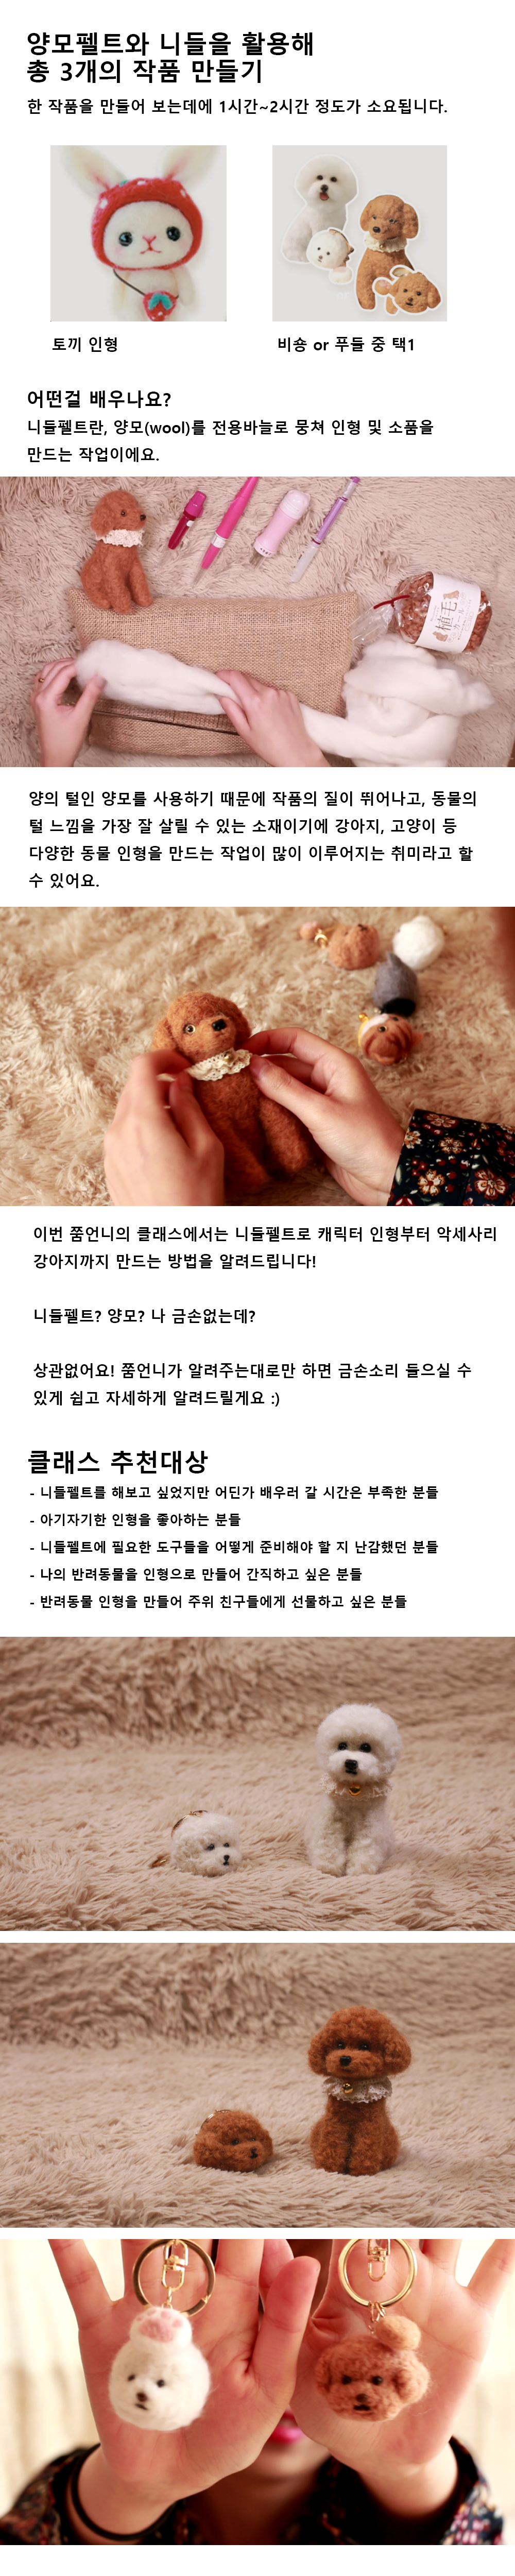 양모펠트와 니들을 활용해
총 3개의 작품 만들기
한 작품을 만들어 보는데에 1시간~2시간 정도가 소요됩니다.
토끼 인형
비숑 or 푸들 중 택1
어떤걸 배우나요?
니들펠트란, 양모(wool)를 전용바늘로 뭉쳐 인형 및 소품을
만드는 작업이에요.
植毛
양의 털인 양모를 사용하기 때문에 작품의 질이 뛰어나고, 동물의
털 느낌을 가장 잘 살릴 수 있는 소재이기에 강아지, 고양이 등
다양한 동물 인형을 만드는 작업이 많이 이루어지는 취미라고 할
수 있어요.
이번 쭘언니의 클래스에서는 니들펠트로 캐릭터 인형부터 악세사리
강아지까지 만드는 방법을 알려드립니다!
니들펠트? 양모? 나 금손없는데?
상관없어요! 쭘언니가 알려주는대로만 하면 금손소리 들으실 수
있게 쉽고 자세하게 알려드릴게요 :)
클래스 추천대상
- 니들펠트를 해보고 싶었지만 어딘가 배우러 갈 시간은 부족한 분들
- 아기자기한 인형을 좋아하는 분들
- 니들펠트에 필요한 도구들을 어떻게 준비해야 할 지 난감했던 분들
- 나의 반려동물을 인형으로 만들어 간직하고 싶은 분들
- 반려동물 인형을 만들어 주위 친구들에게 선물하고 싶은 분들